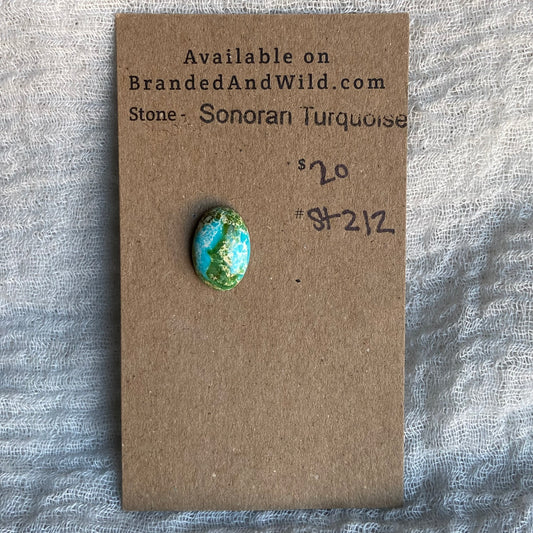 Available on
BrandedAndWild.com
Stone - Sonoran Turquoise
$20
#St212